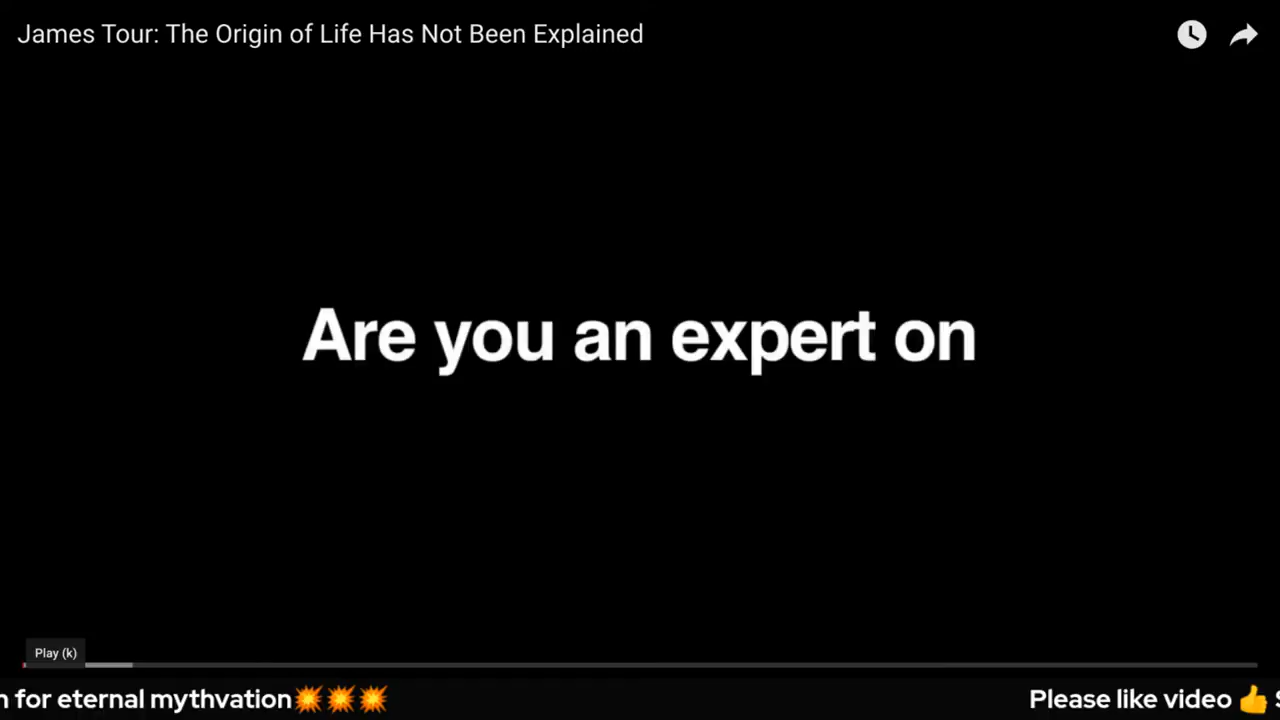 James Tour: The Origin of Life Has Not Been Explained
Are you an expert on
Play (k)
for eternal mythvation💥💥💥 Please like video 👍